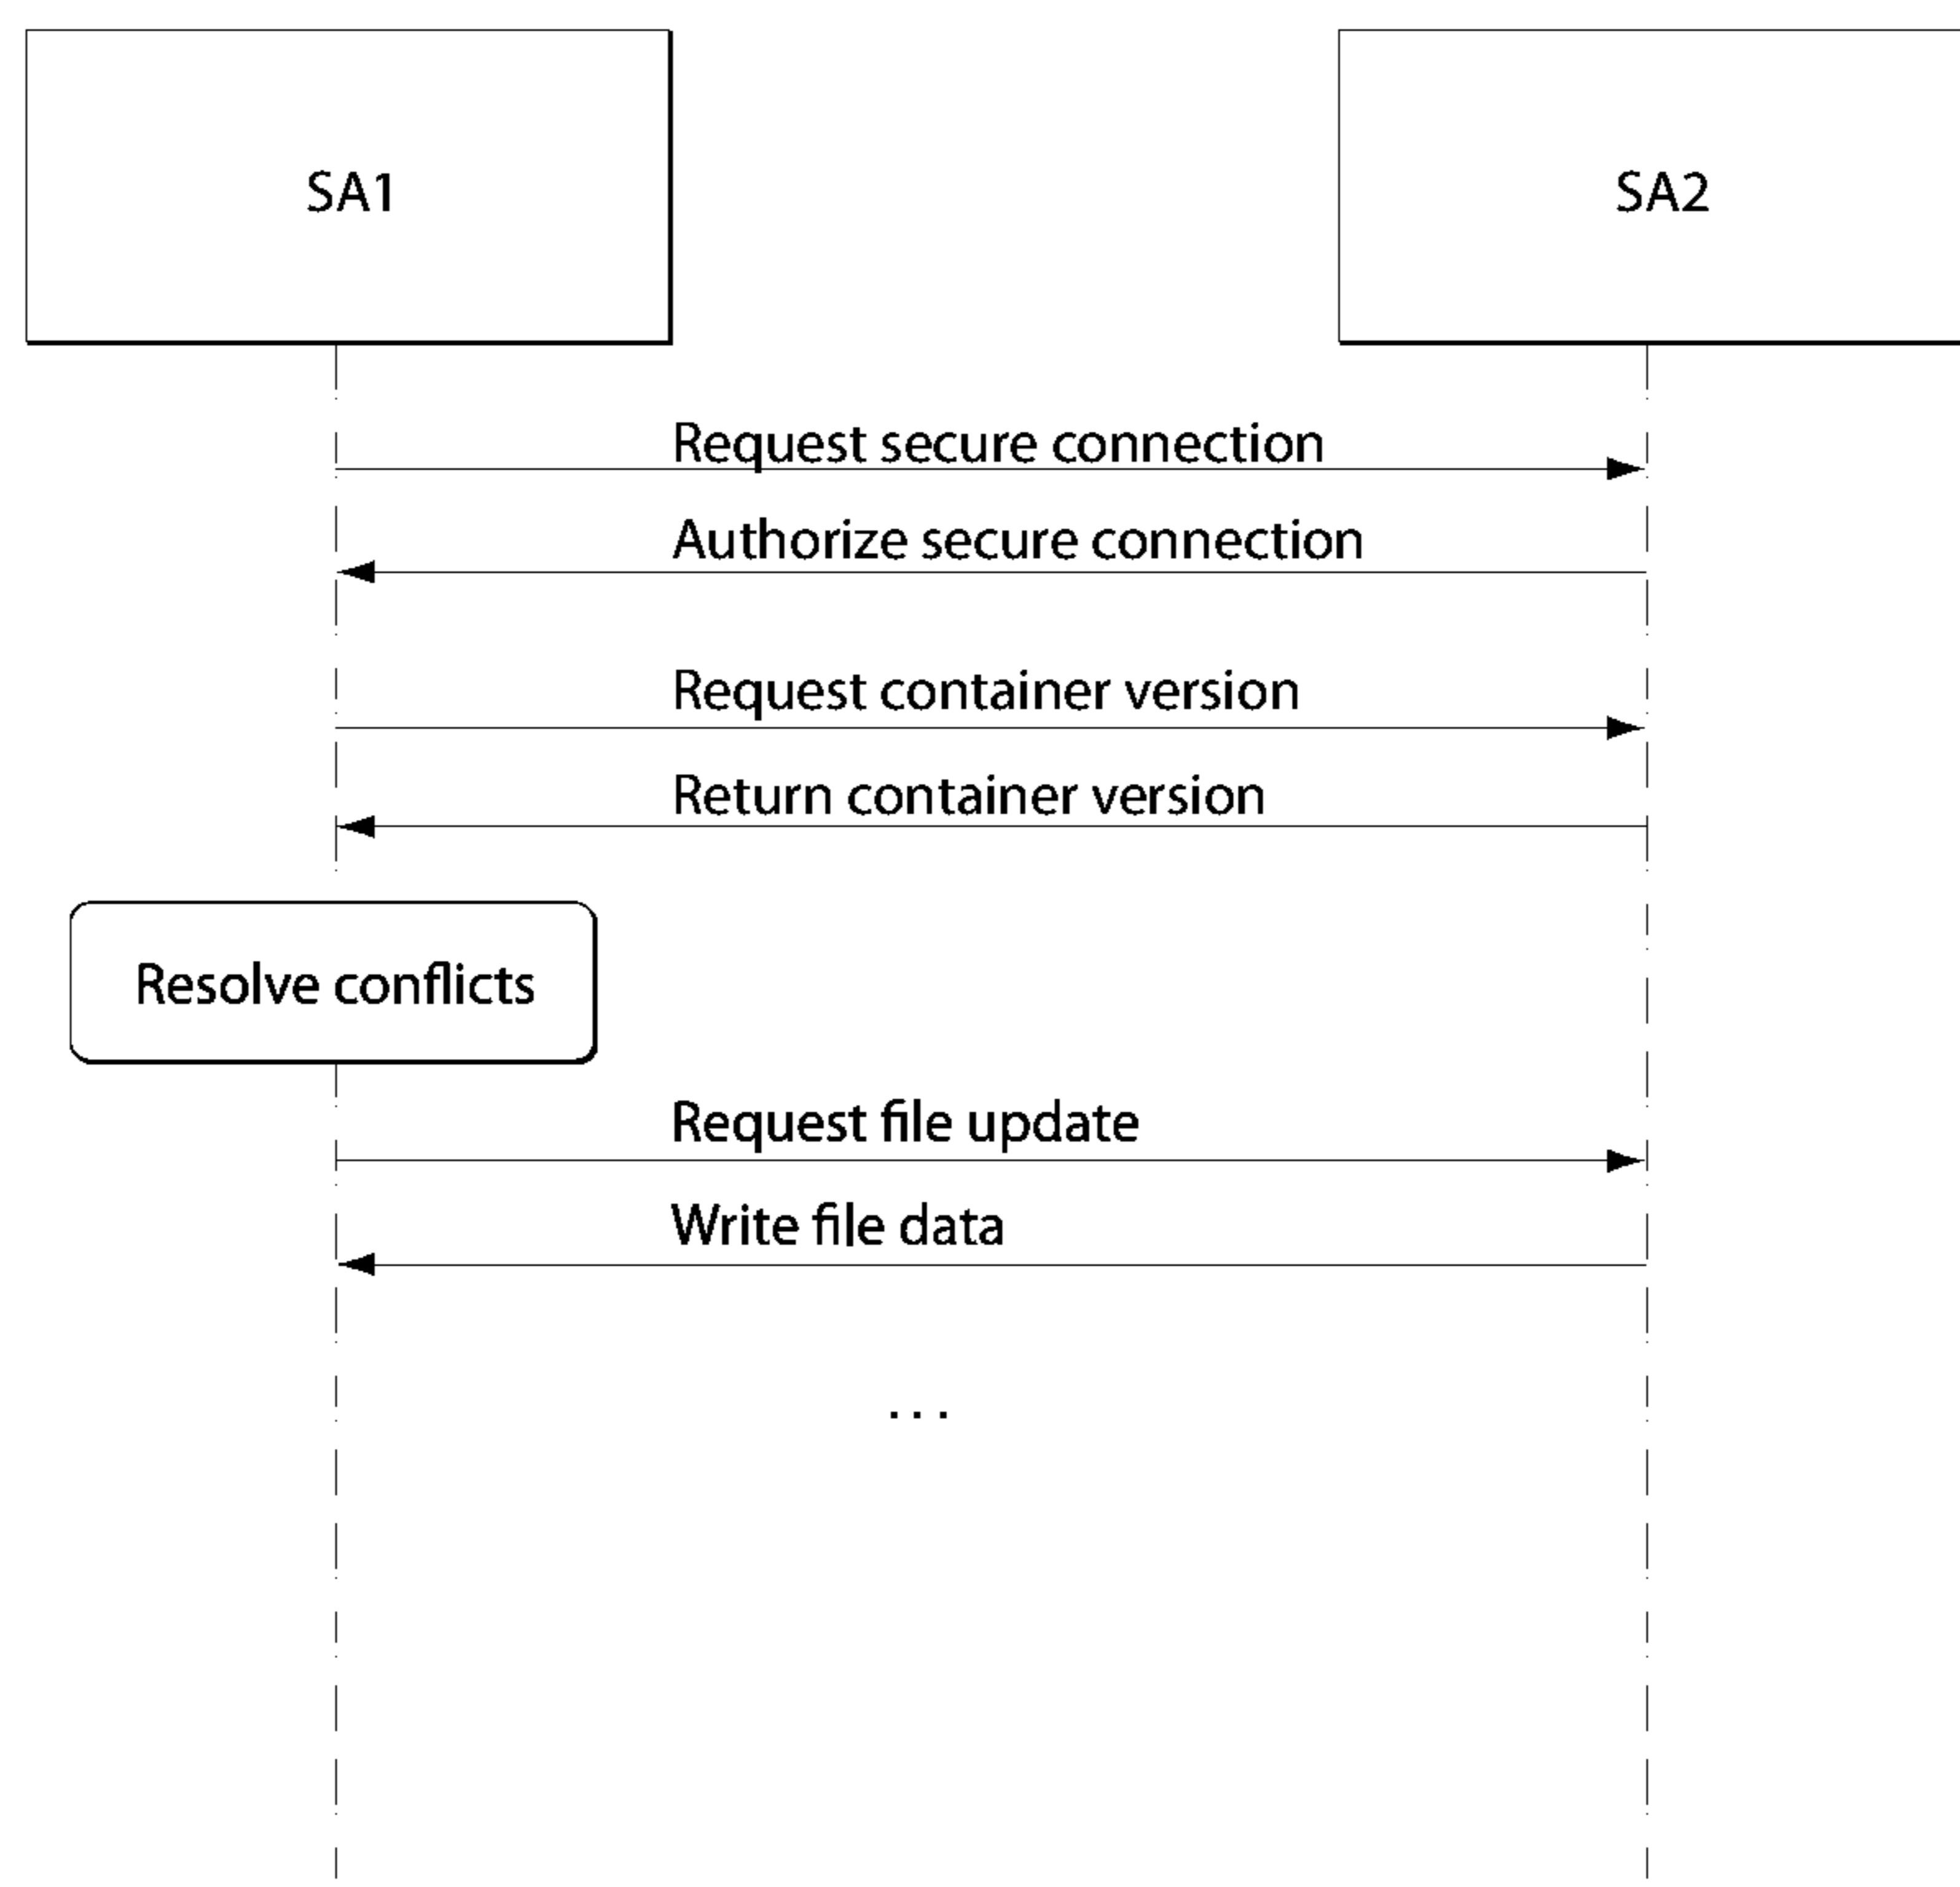 SA1
SA2
Request secure connection
Authorize secure connection
Request container version
Return container version
Resolve conflicts
Request file update
Write file data
...